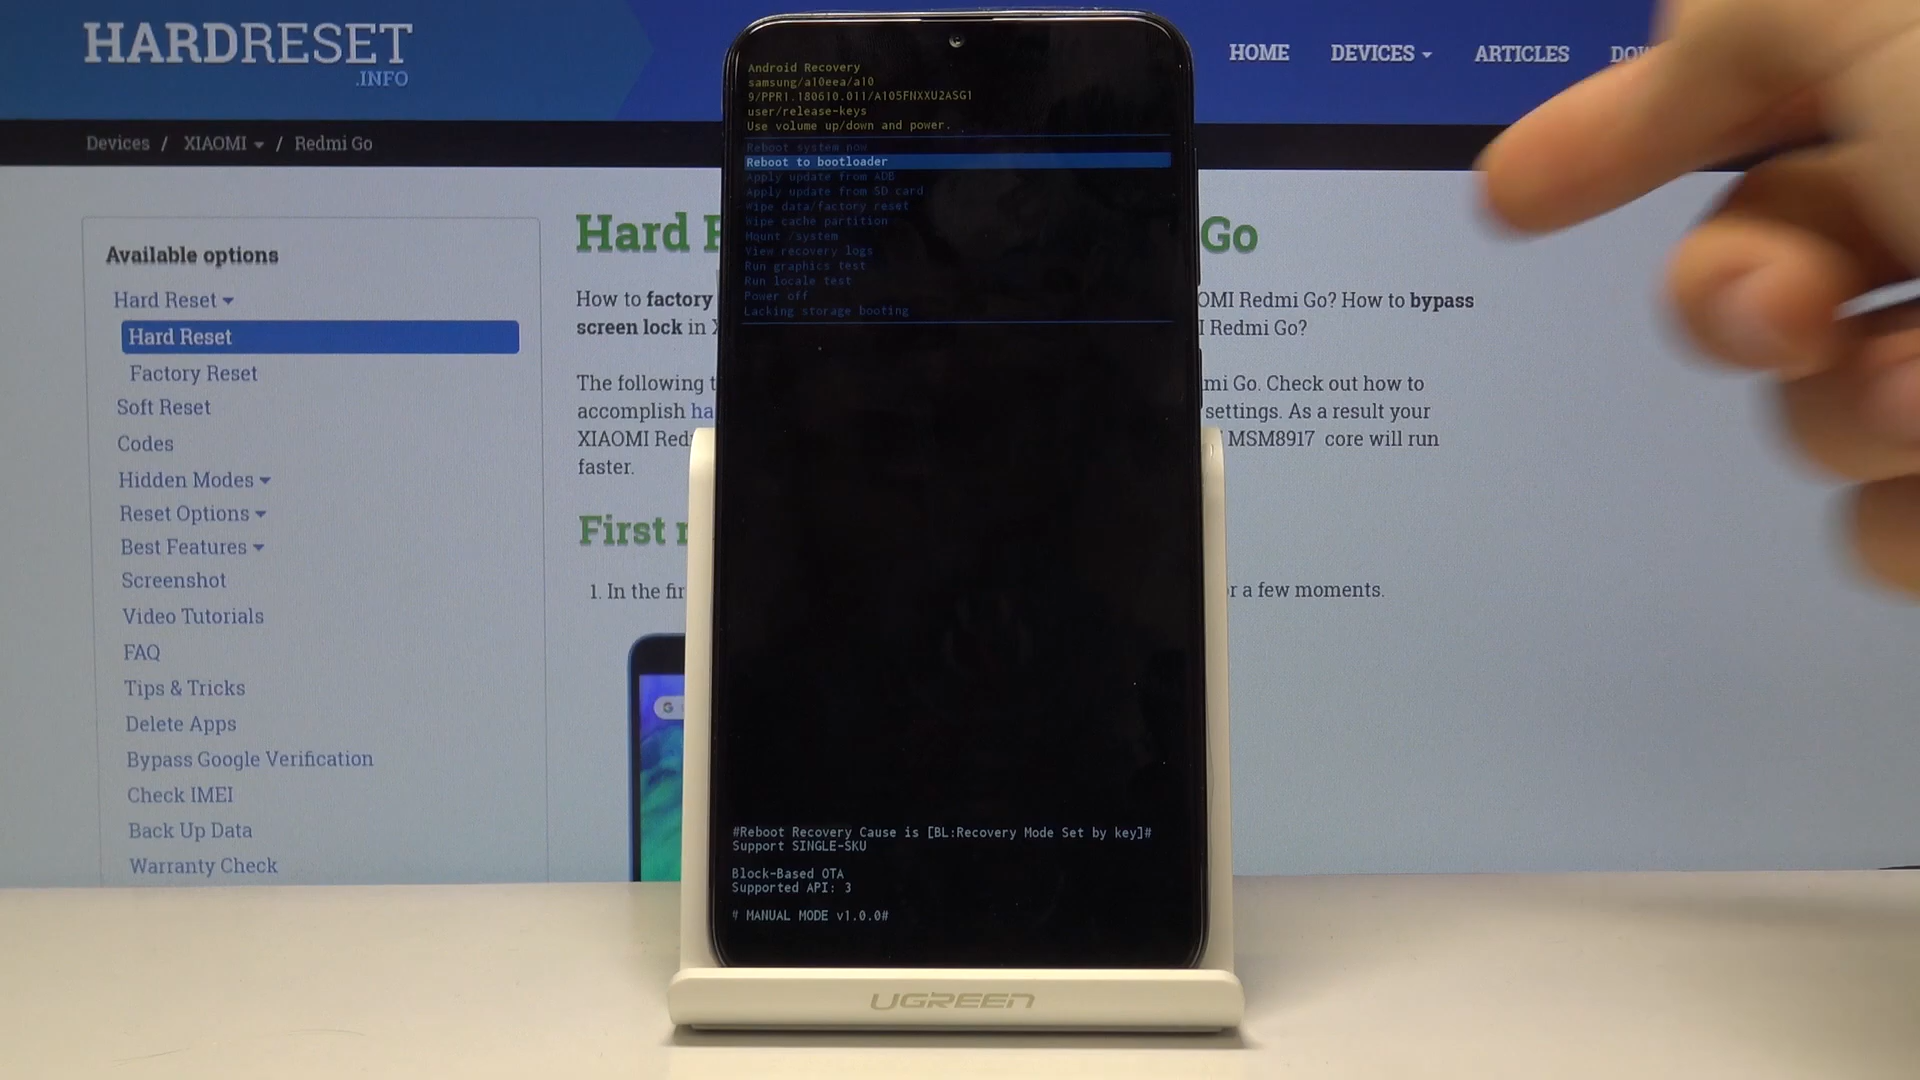 HARDRESET
.INFO
HOME DEVICES ARTICLES
Devices / XIAOMI / Redmi Go
Available options
Hard Reset
Hard Reset
Factory Reset
Soft Reset
Codes
Hidden Modes
Reset Options
Best Features
Screenshot
Video Tutorials
FAQ
Tips & Tricks
Delete Apps
Bypass Google Verification
Check IMEI
Back Up Data
Warranty Check
Hard Go
How to factory OMI Redmi Go? How to bypass
screen lock in I Redmi Go?
The following mi Go. Check out how to
accomplish ha settings. As a result your
XIAOMI Red MSM8917 core will run
faster.
First
1. In the fir r a few moments.
G
Android Recovery
samsung/a10eea/a10
9/PPR1.180610.011/A105FNXXU2ASG1
user/release-keys
Use volume up/down and power.
Reboot system now
Reboot to bootloader
Apply update from ADB
Apply update from SD card
Wipe data/factory reset
Wipe cache partition
Mount /system
View recovery logs
Run graphics test
Run locale test
Power off
Lacking storage booting
#Reboot Recovery Cause is [BL:Recovery Mode Set by key]#
Support SINGLE-SKU
Block-Based OTA
Supported API: 3
# MANUAL MODE v1.0.0#
UGREEN